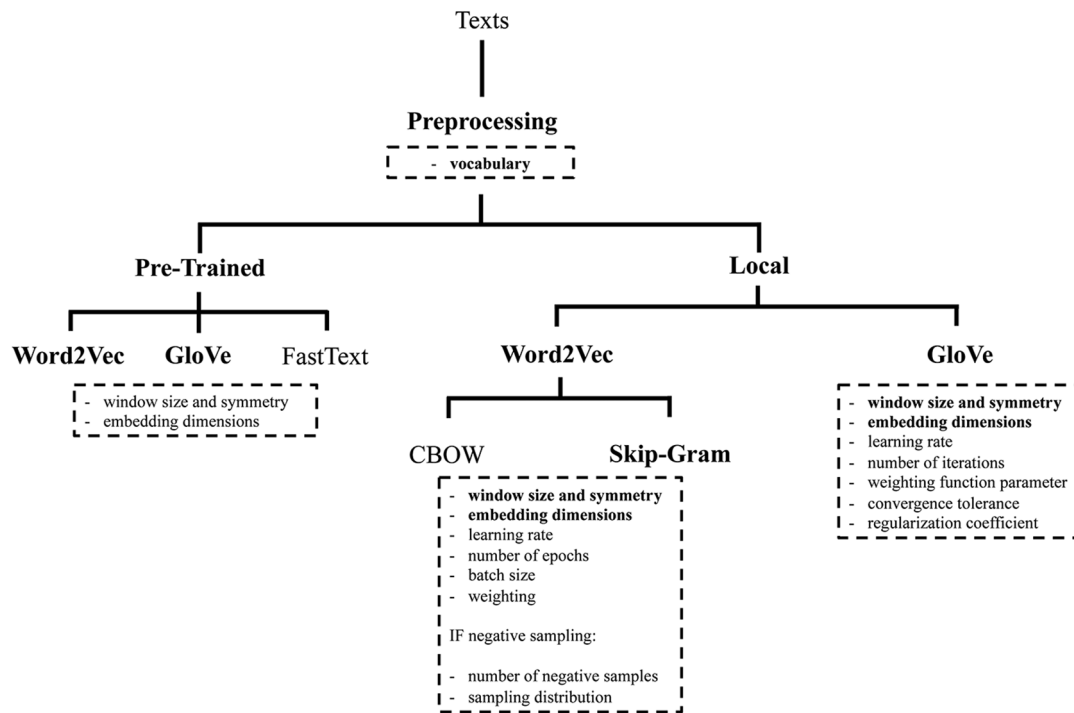 Texts
Preprocessing
- vocabulary
Pre-Trained
Local
Word2Vec
GloVe
FastText
- window size and symmetry
- embedding dimensions
Word2Vec
GloVe
CBOW
Skip-Gram
- window size and symmetry
- embedding dimensions
- learning rate
- number of epochs
- batch size
- weighting
IF negative sampling:
- number of negative samples
- sampling distribution
- window size and symmetry
- embedding dimensions
- learning rate
- number of iterations
- weighting function parameter
- convergence tolerance
- regularization coefficient